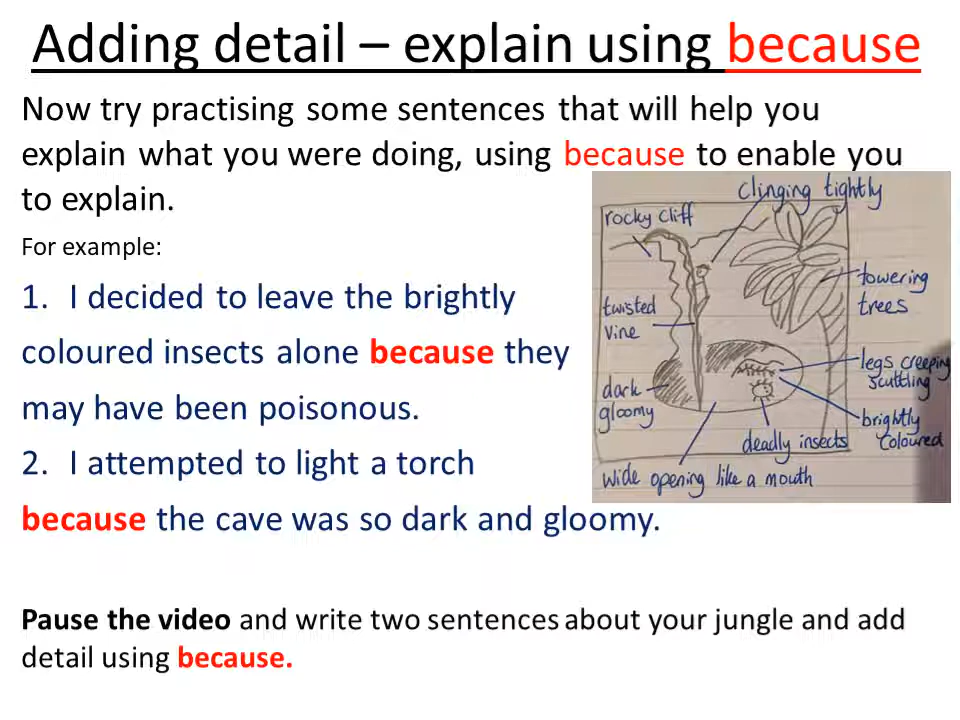 Adding detail – explain using because
Now try practising some sentences that will help you
explain what you were doing, using because to enable you
to explain.
For example:
1. I decided to leave the brightly
coloured insects alone because they
may have been poisonous.
2. I attempted to light a torch
because the cave was so dark and gloomy.
clinging tightly
rocky cliff
towering
trees
twisted
vine
legs creeping
scuttling
dark
gloomy
brightly
coloured
deadly insects
wide opening like a mouth
Pause the video and write two sentences about your jungle and add
detail using because.